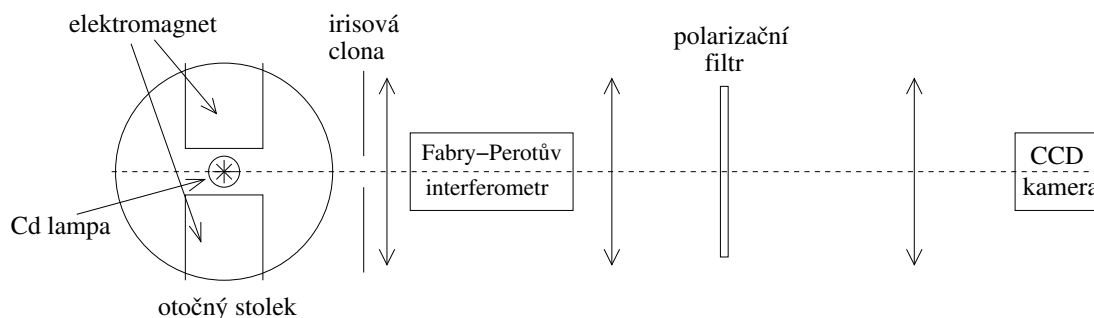 elektromagnet
irisová
clona
polarizační
filtr
Fabry−Perotův
interferometr
CCD
kamera
Cd lampa
otočný stolek